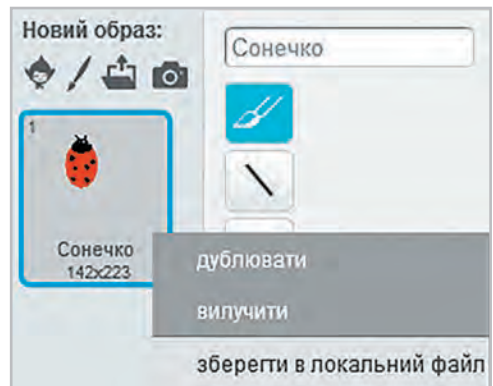 Новий образ:
Сонечко
1
Сонечко
142x223
дублювати
вилучити
зберегти в локальний файл